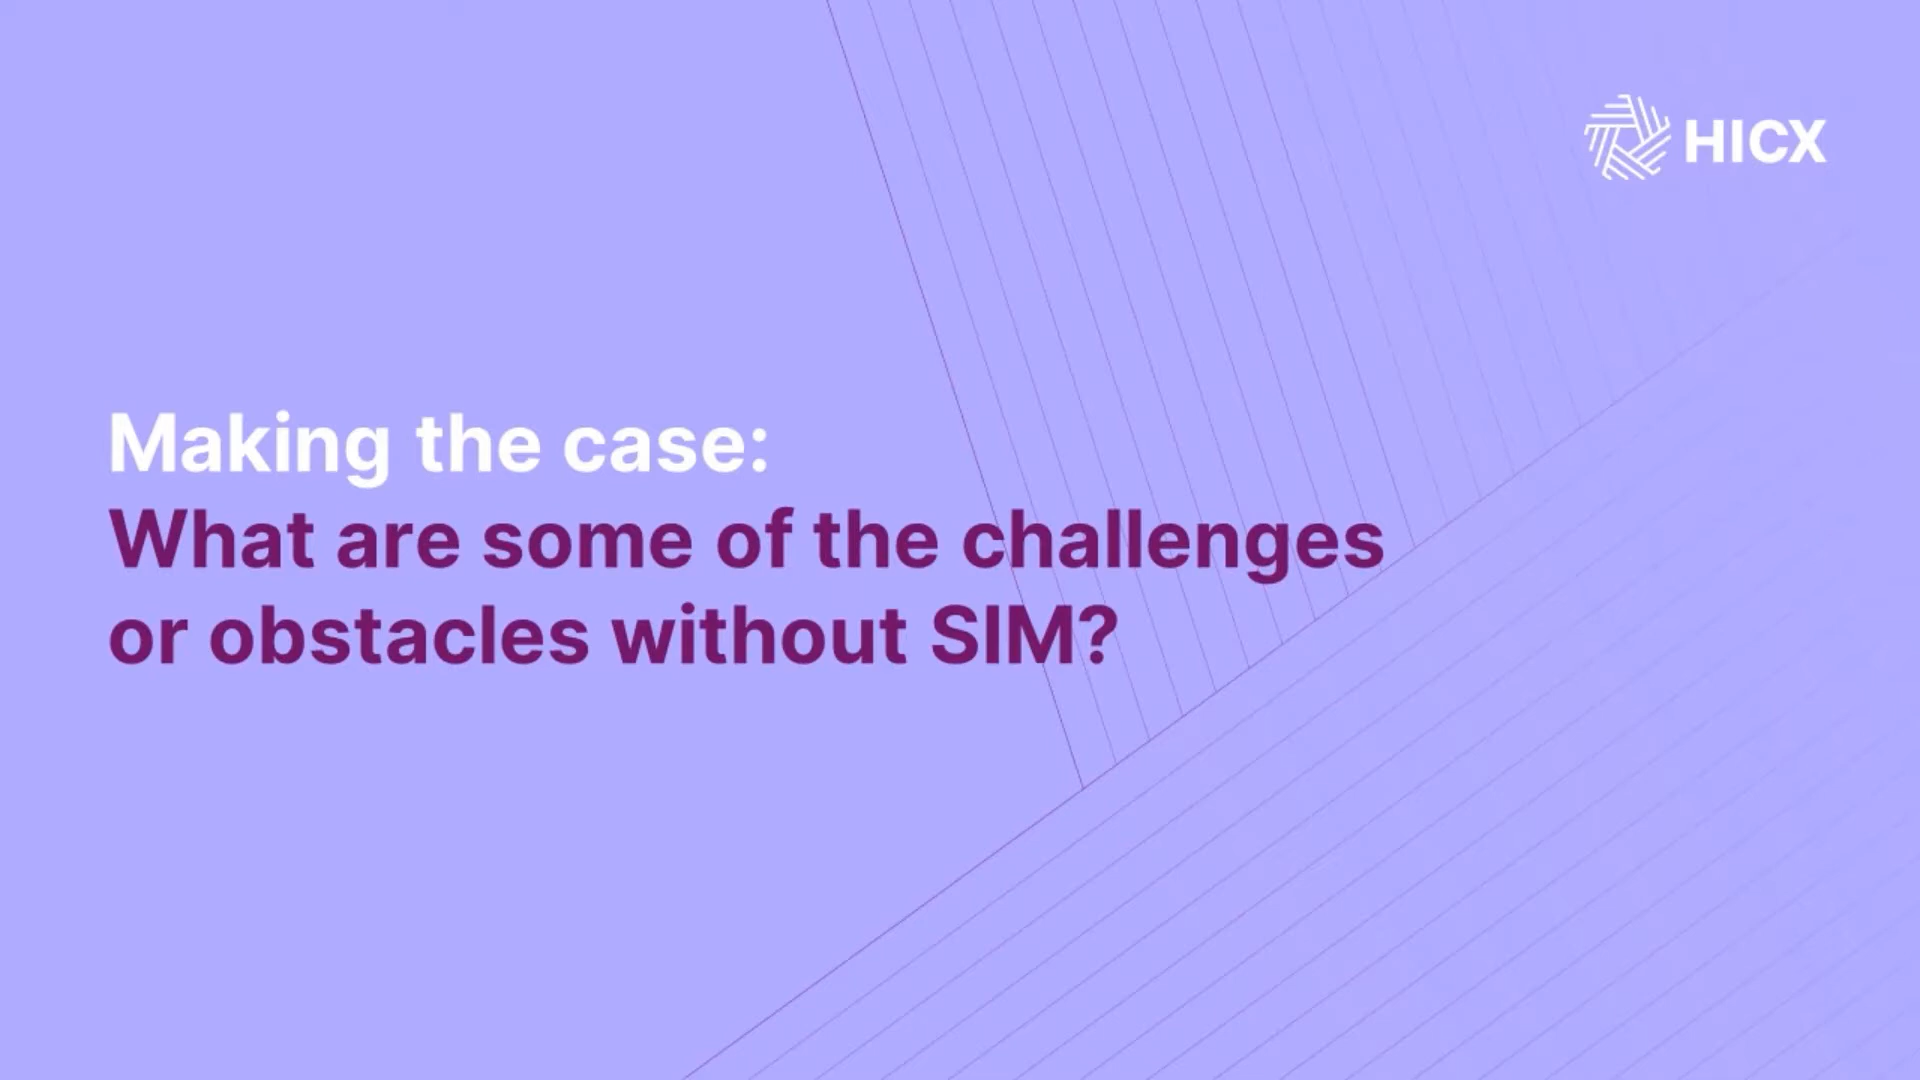 HICX
Making the case:
What are some of the challenges
or obstacles without SIM?